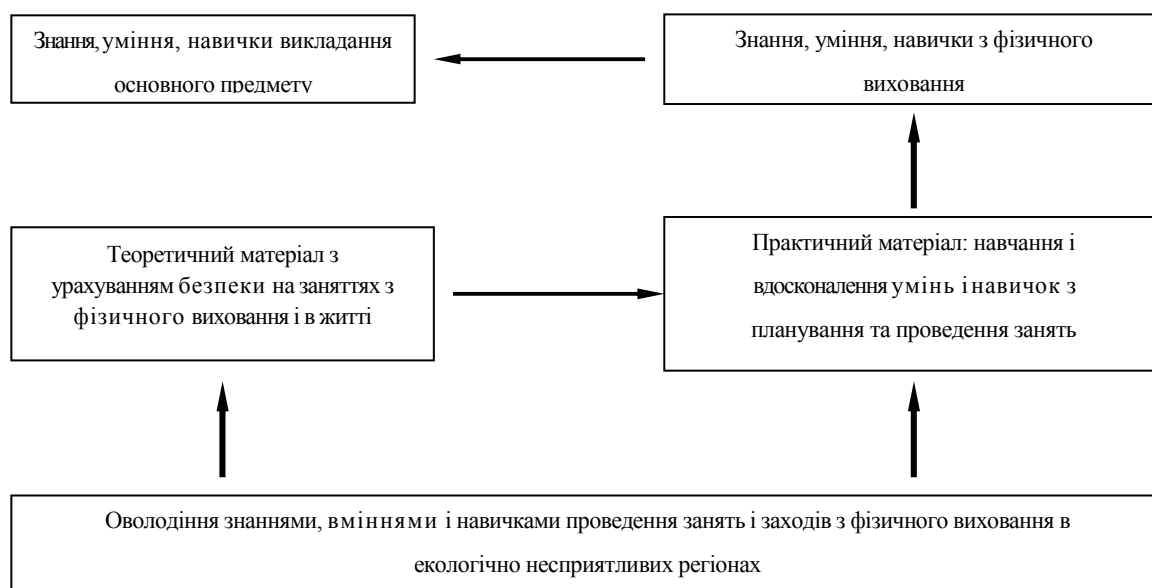 Знання, уміння, навички викладання
основного предмету
Знання, уміння, навички з фізичного
виховання
Теоретичний матеріал з
урахуванням безпеки на заняттях з
фізичного виховання і в житті
Практичний матеріал: навчання і
вдосконалення умінь і навичок з
планування та проведення занять
Оволодіння знаннями, вміннями і навичками проведення занять і заходів з фізичного виховання в
екологічно несприятливих регіонах